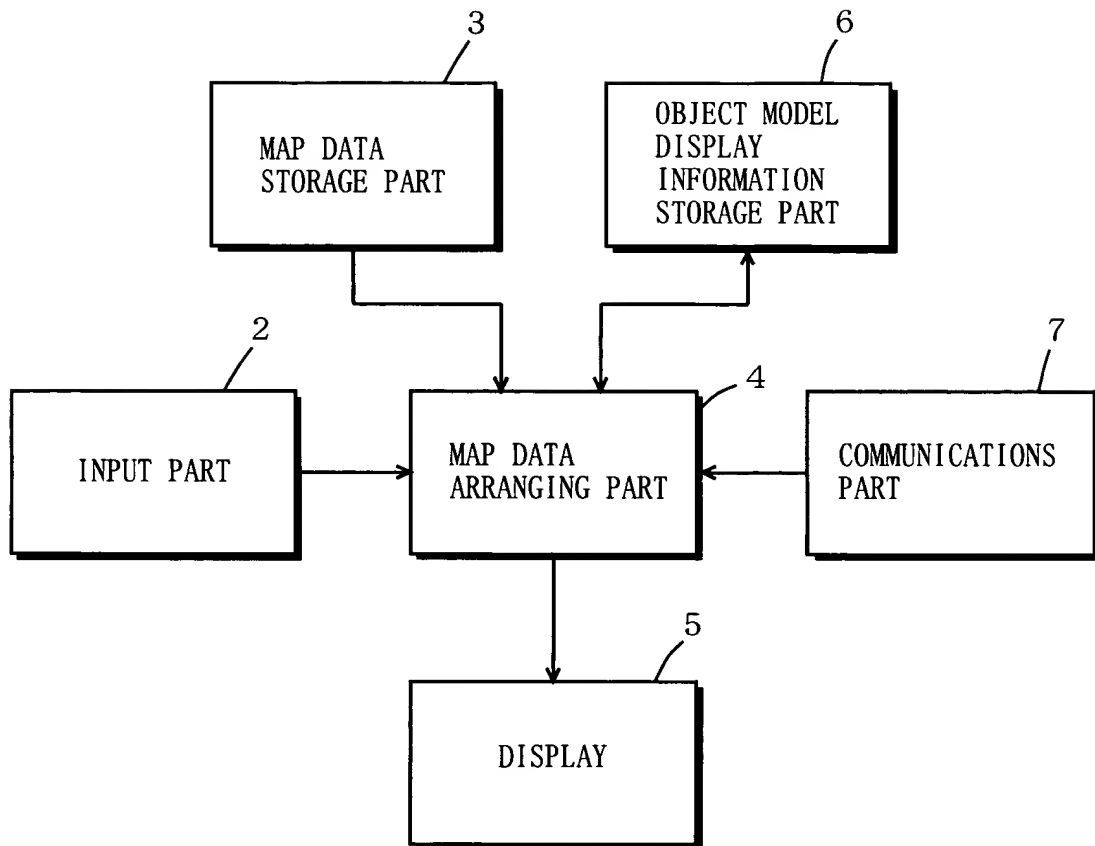 3
6
MAP DATA
STORAGE PART
OBJECT MODEL
DISPLAY
INFORMATION
STORAGE PART
2
4
7
INPUT PART
MAP DATA
ARRANGING PART
COMMUNICATIONS
PART
5
DISPLAY